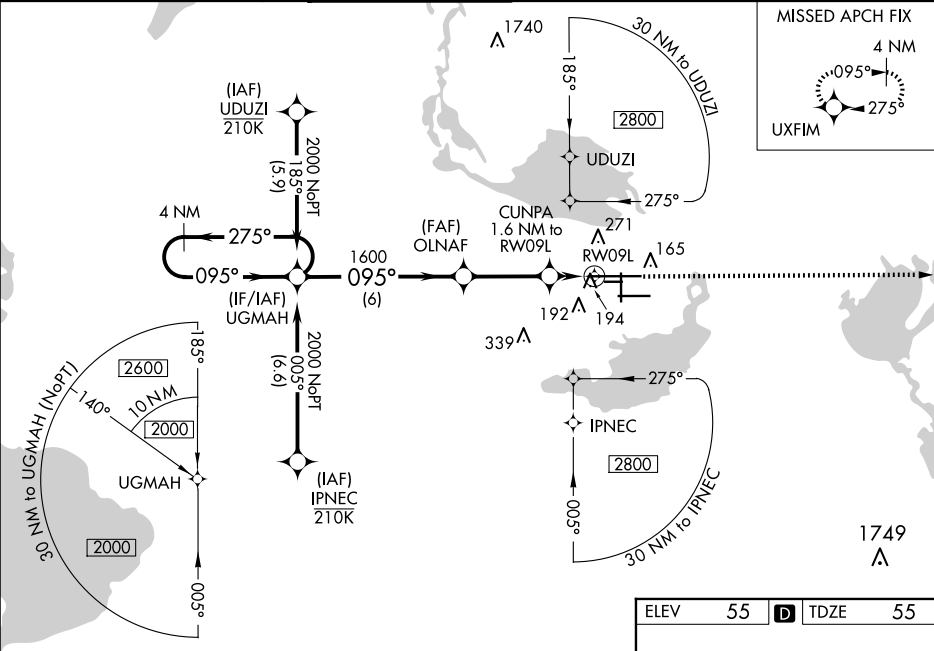 MISSED APCH FIX
4 NM
095°
275°
UXFIM
1740
30 NM to UDUZI
185°
2800
UDUZI
275°
(IAF)
UDUZI
210K
2000 NoPT
185°
(5.9)
4 NM
275°
095°
(IF/IAF)
UGMAH
1600
095°
(6)
(FAF)
OLNAF
CUNPA
1.6 NM to
RW09L
271
RW09L
165
192
194
339
2000 NoPT
005°
(6.6)
(IAF)
IPNEC
210K
30 NM to UGMAH (NoPT)
185°
2600
140°
10 NM
2000
UGMAH
2000
005°
275°
IPNEC
2800
005°
30 NM to IPNEC
1749
ELEV 55 D TDZE 55